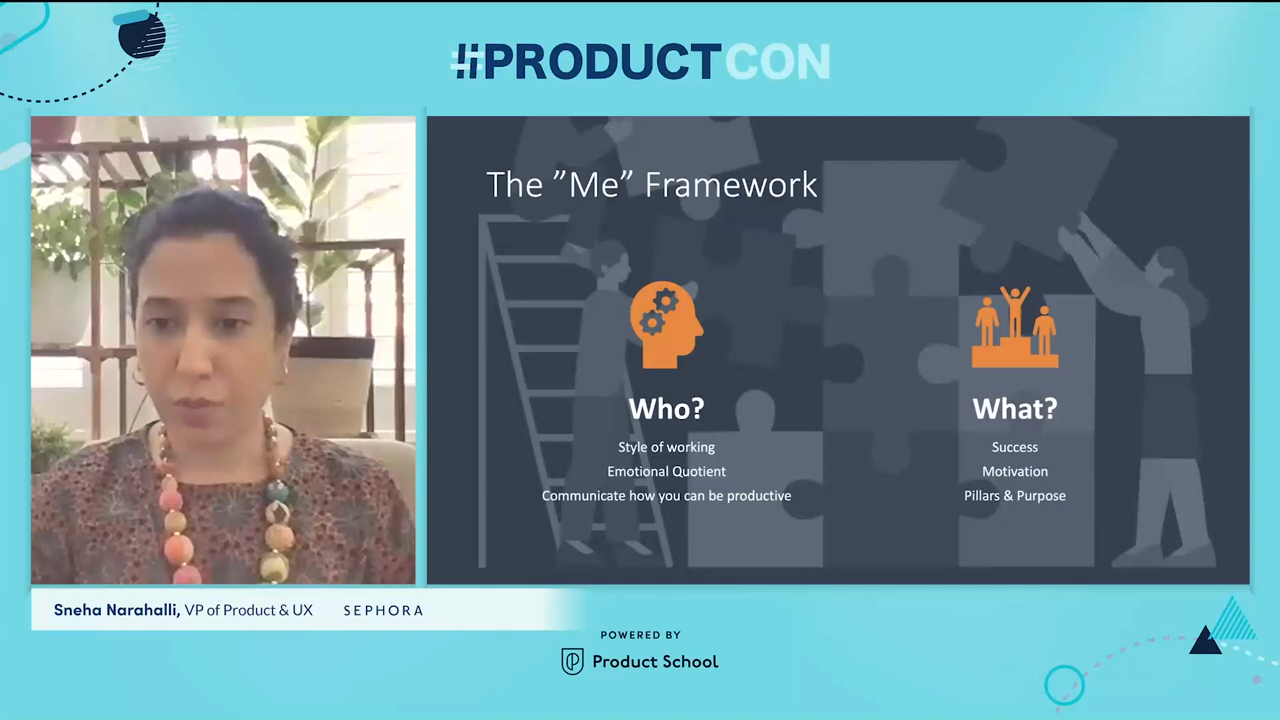 #PRODUCTCON
The ”Me” Framework
Who?
Style of working
Emotional Quotient
Communicate how you can be productive
What?
Success
Motivation
Pillars & Purpose
Sneha Narahalli, VP of Product & UX SEPHORA
POWERED BY
Product School